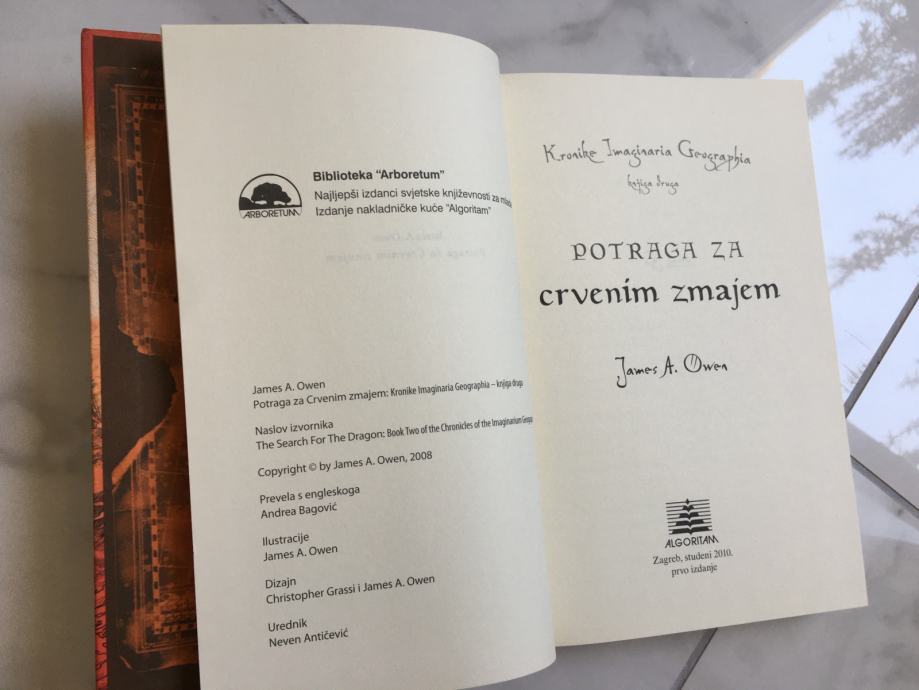 ARBORETUM
Biblioteka "Arboretum"
Najljepši izdanci svjetske književnosti za
Izdanje nakladničke kuće "Algoritam"
James A. Owen
Potraga za Crvenim zmajem: Kronike Imaginaria Geographia – knjiga druga
Naslov izvornika
The Search For The Dragon: Book Two of the Chronicles of the Imaginarium
Copyright © by James A. Owen, 2008
Prevela s engleskoga
Andrea Bagović
Ilustracije
James A. Owen
Dizajn
Christopher Grassi i James A. Owen
Urednik
Neven Antičević
Kronike Imaginaria Geographia
knjiga druga
POTRAGA ZA
crvenim zmajem
James A. Owen
ALGORITAM
Zagreb, studeni 2010.
prvo izdanje